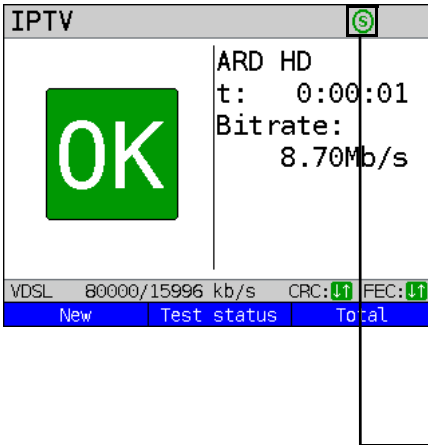 IPTV S
ARD HD
t: 0:00:01
Bitrate:
8.70Mb/s
OK
VDSL 80000/15996 kb/s CRC:↓↑ FEC:↓↑
New Test status Total